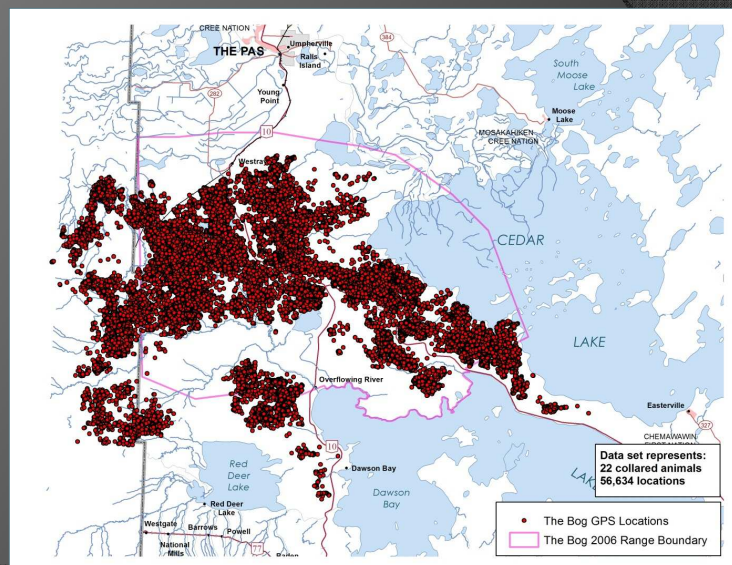 CREE NATION
THE PAS
Umpherville
Ralls
Island
384
South
Moose
Lake
282
Young
Point
Moose
Lake
10
MOSAKAHIKEN
CREE NATION
CEDAR
LAKE
Overflowing River
Easterville
327
CHEMAWAWIN
Data set represents:
22 collared animals
56,634 locations
10
Red
Deer
Lake
Dawson Bay
Dawson
Bay
Red Deer
Lake
The Bog GPS Locations
The Bog 2006 Range Boundary
Westgate
Barrows
Powell
National
Mills
77